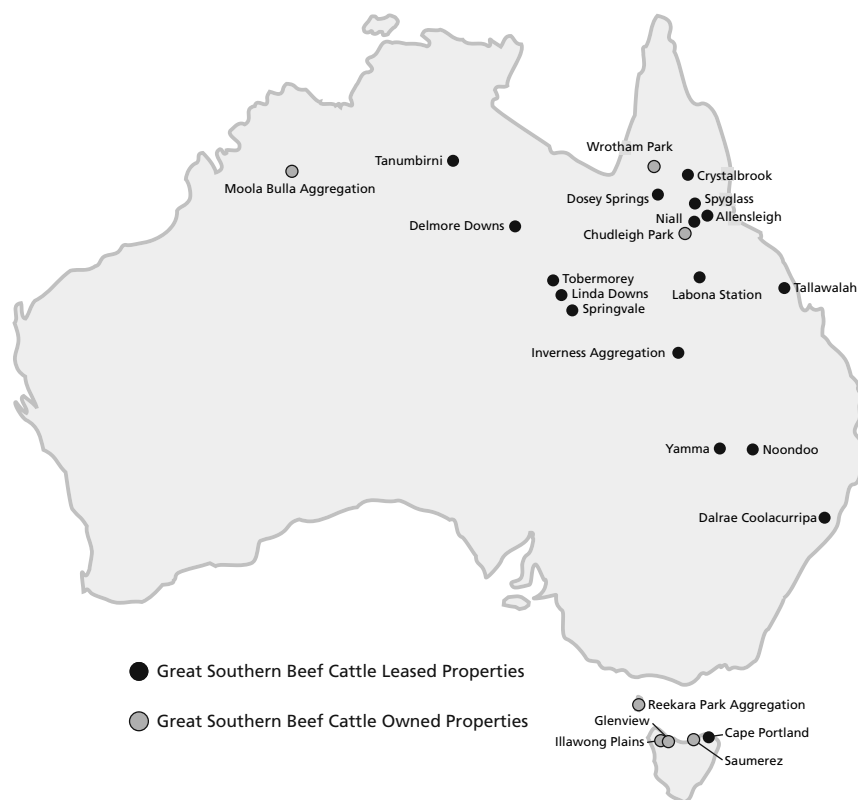 Wrotham Park
Tanumbirni
Crystalbrook
Moola Bulla Aggregation
Dosey Springs
Spyglass
Allensleigh
Niall
Delmore Downs
Chudleigh Park
Tobermorey
Linda Downs
Labona Station
Tallawalah
Springvale
Inverness Aggregation
Yamma
Noondoo
Dalrae Coolacurripa
Great Southern Beef Cattle Leased Properties
Great Southern Beef Cattle Owned Properties
Reekara Park Aggregation
Glenview
Cape Portland
Illawong Plains
Saumerez